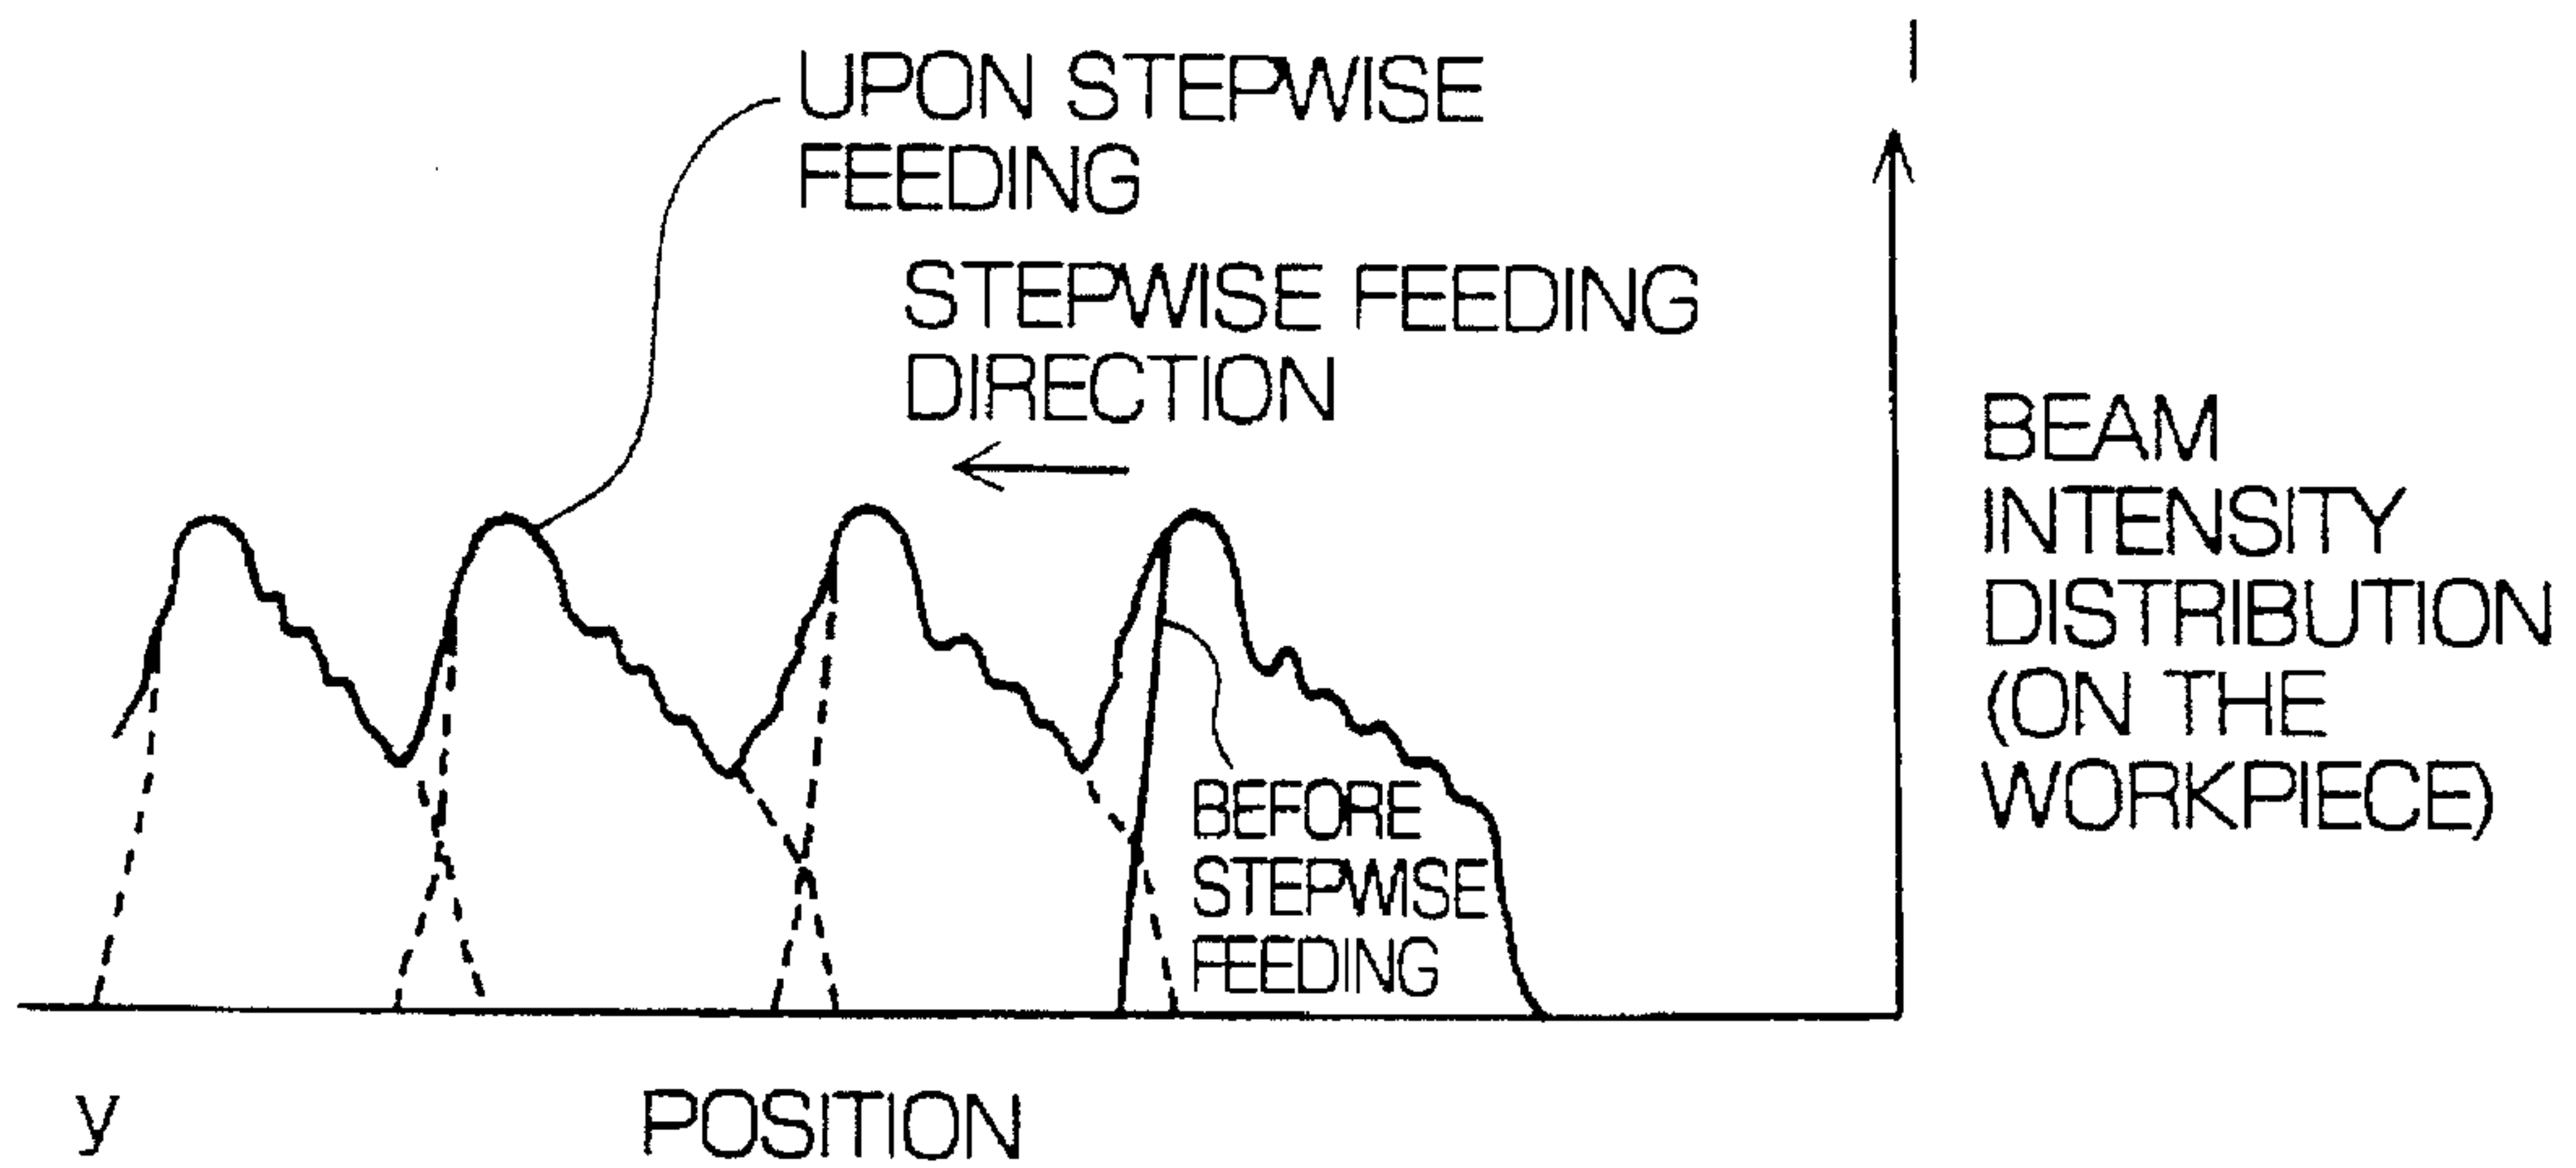 I
UPON STEPWISE
FEEDING
STEPWISE FEEDING
DIRECTION
BEAM
INTENSITY
DISTRIBUTION
(ON THE
WORKPIECE)
BEFORE
STEPWISE
FEEDING
y
POSITION